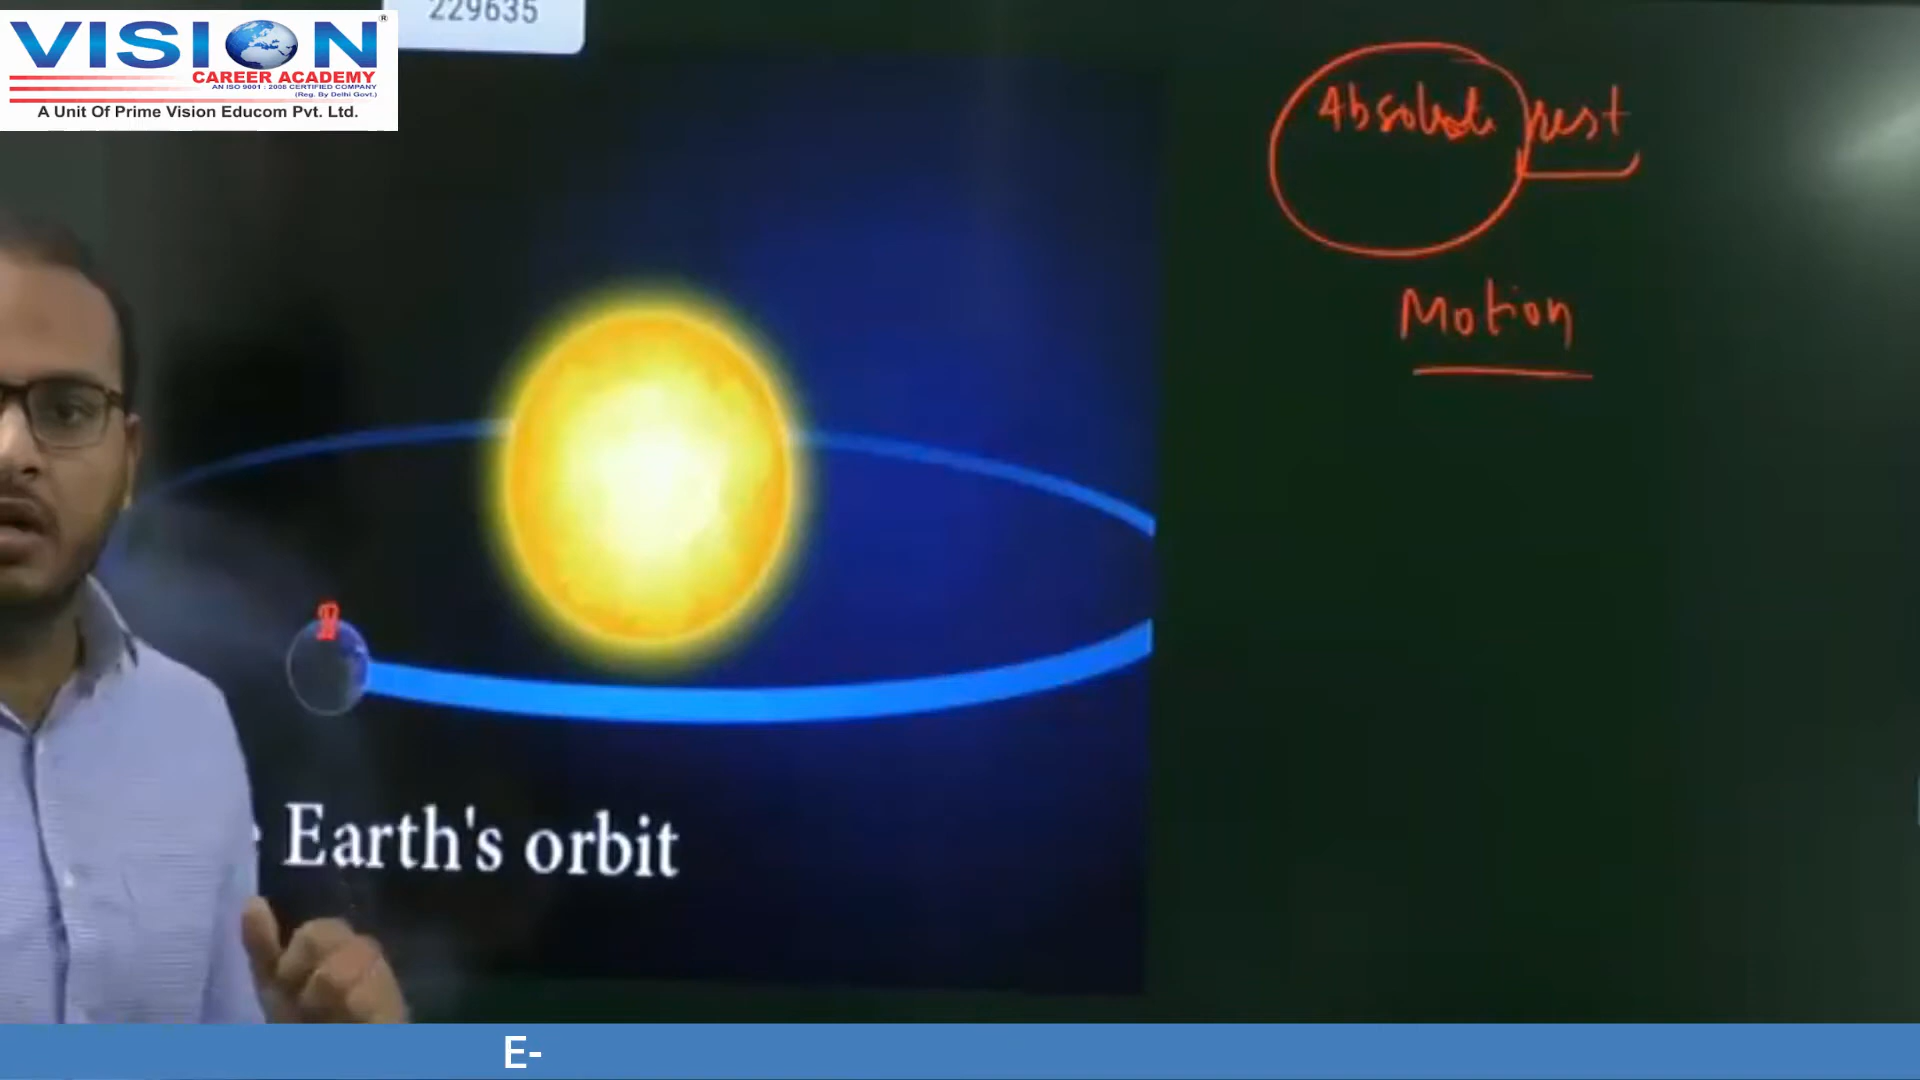 VISION®
CAREER ACADEMY
AN ISO 9001 : 2008 CERTIFIED COMPANY
(Reg. By Delhi Govt.)
A Unit Of Prime Vision Educom Pvt. Ltd.
229635
Absolute rest
Motion
Earth's orbit
E-